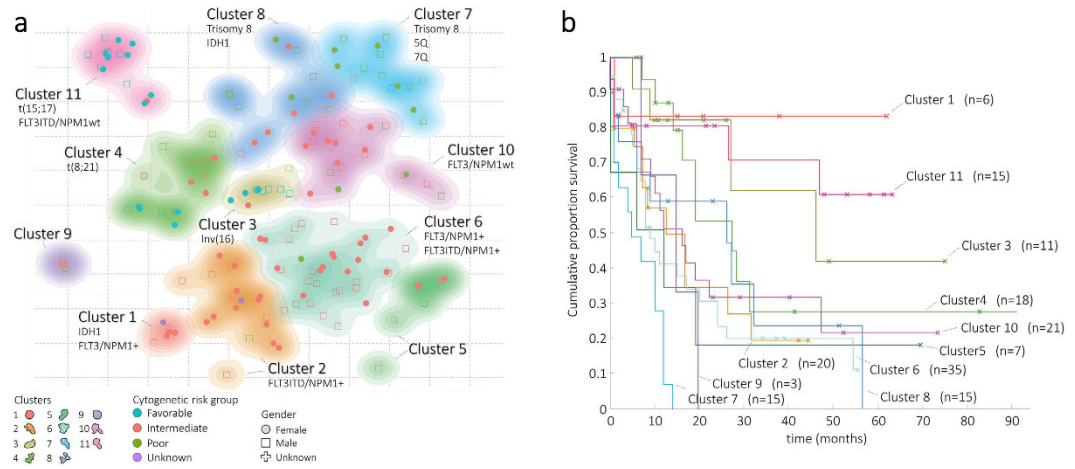 a
Cluster 8
Trisomy 8
IDH1
Cluster 7
Trisomy 8
5Q
7Q
Cluster 11
t(15;17)
FLT3ITD/NPM1wt
Cluster 4
t(8;21)
Cluster 10
FLT3/NPM1wt
Cluster 3
Inv(16)
Cluster 6
FLT3/NPM1+
FLT3ITD/NPM1+
Cluster 9
Cluster 1
IDH1
FLT3/NPM1+
Cluster 5
Cluster 2
FLT3ITD/NPM1+
Clusters
1 5 9
2 6 10
3 7 11
4 8
Cytogenetic risk group
Favorable
Intermediate
Poor
Unknown
Gender
Female
Male
Unknown
b
Cumulative proportion survival
1
0.9
0.8
0.7
0.6
0.5
0.4
0.3
0.2
0.1
0
0 10 20 30 40 50 60 70 80 90
time (months)
Cluster 1 (n=6)
Cluster 11 (n=15)
Cluster 3 (n=11)
Cluster4 (n=18)
Cluster 10 (n=21)
Cluster5 (n=7)
Cluster 2 (n=20)
Cluster 6 (n=35)
Cluster 9 (n=3)
Cluster 7 (n=15)
Cluster 8 (n=15)